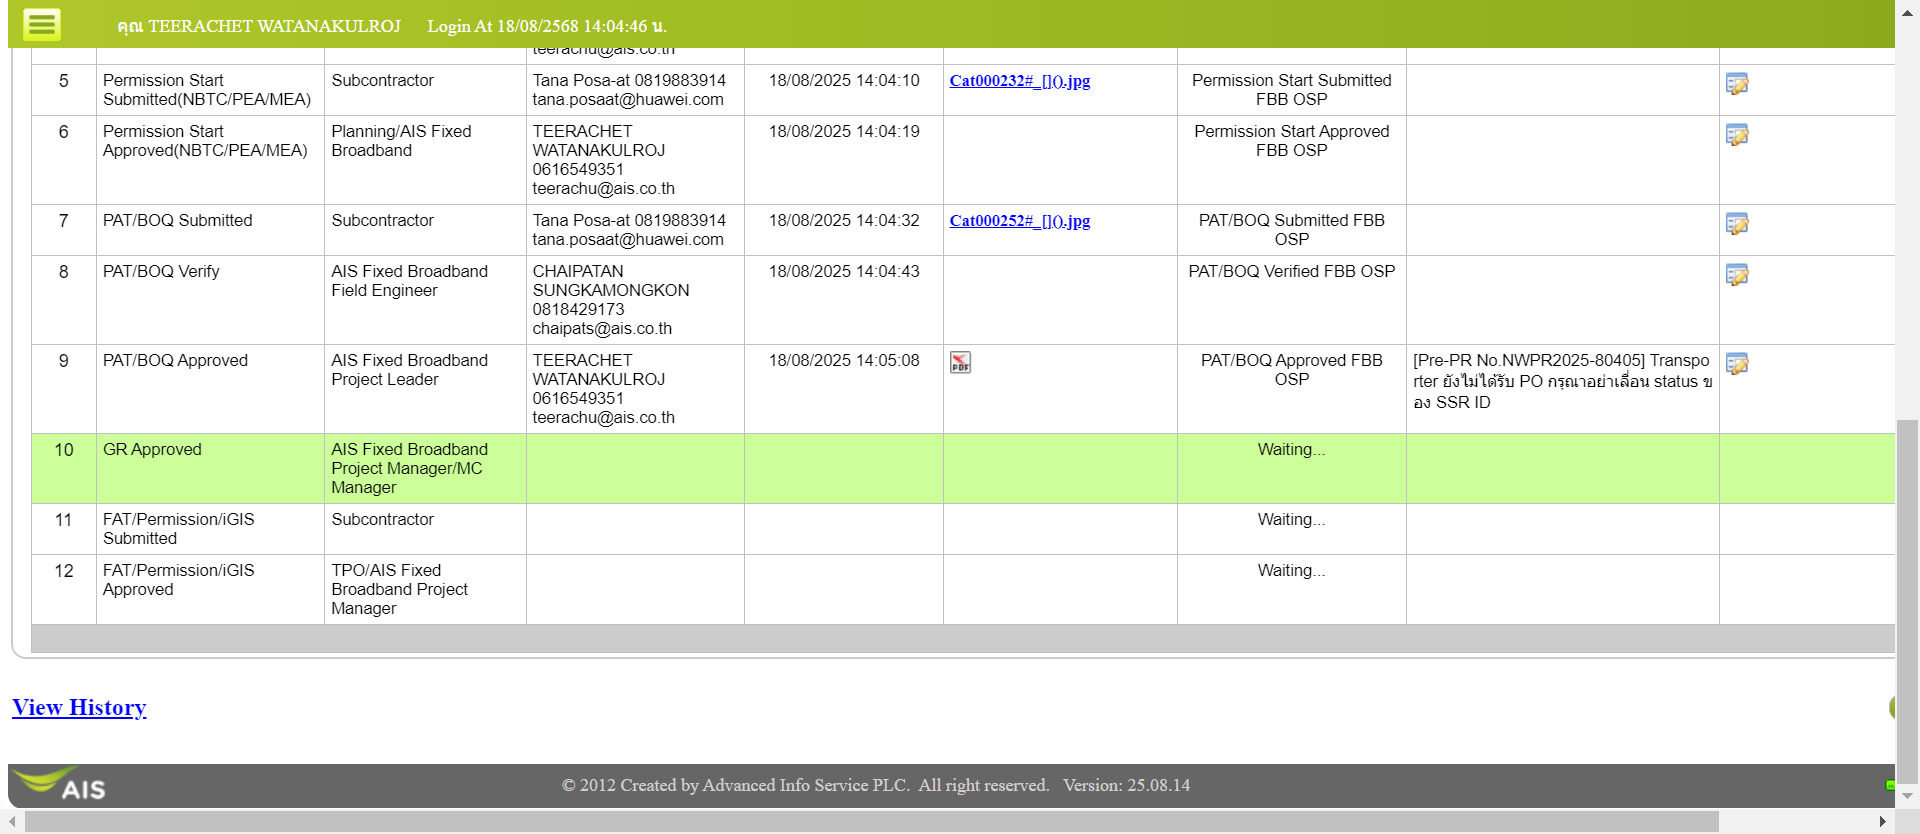 คุณ TEERACHET WATANAKULROJ Login At 18/08/2568 14:04:46 น.
teerachu@ais.co.th
5 Permission Start Submitted(NBTC/PEA/MEA) Subcontractor Tana Posa-at 0819883914 tana.posaat@huawei.com 18/08/2025 14:04:10 Cat000232#_[]().jpg Permission Start Submitted FBB OSP
6 Permission Start Approved(NBTC/PEA/MEA) Planning/AIS Fixed Broadband TEERACHET WATANAKULROJ 0616549351 teerachu@ais.co.th 18/08/2025 14:04:19 Permission Start Approved FBB OSP
7 PAT/BOQ Submitted Subcontractor Tana Posa-at 0819883914 tana.posaat@huawei.com 18/08/2025 14:04:32 Cat000252#_[]().jpg PAT/BOQ Submitted FBB OSP
8 PAT/BOQ Verify AIS Fixed Broadband Field Engineer CHAIPATAN SUNGKAMONGKON 0818429173 chaipats@ais.co.th 18/08/2025 14:04:43 PAT/BOQ Verified FBB OSP
9 PAT/BOQ Approved AIS Fixed Broadband Project Leader TEERACHET WATANAKULROJ 0616549351 teerachu@ais.co.th 18/08/2025 14:05:08 PDF PAT/BOQ Approved FBB OSP [Pre-PR No.NWPR2025-80405] Transporter ยังไม่ได้รับ PO กรุณาอย่าเลื่อน status ของ SSR ID
10 GR Approved AIS Fixed Broadband Project Manager/MC Manager Waiting...
11 FAT/Permission/iGIS Submitted Subcontractor Waiting...
12 FAT/Permission/iGIS Approved TPO/AIS Fixed Broadband Project Manager Waiting...
View History
AIS © 2012 Created by Advanced Info Service PLC. All right reserved. Version: 25.08.14